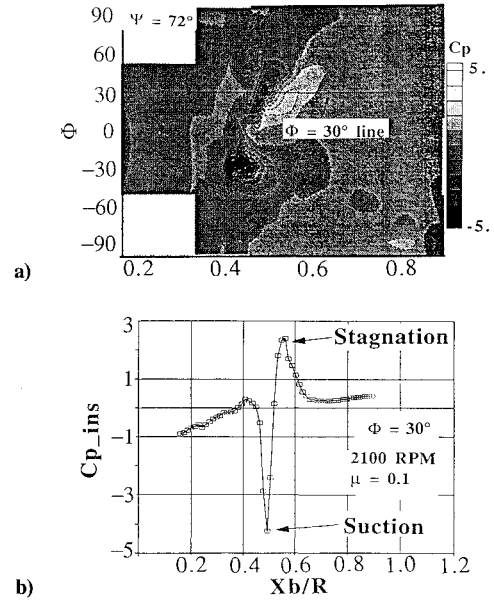 90
Ψ = 72°
Cp
60
5.
30
Φ
0
Φ = 30° line
−30
−60
−90
-5.
a)
0.2 0.4 0.6 0.8
3
Stagnation
1
Cp_ins
Φ = 30°
−1
2100 RPM
μ = 0.1
−3
Suction
−5
0.0 0.2 0.4 0.6 0.8 1.0 1.2
b)
Xb/R